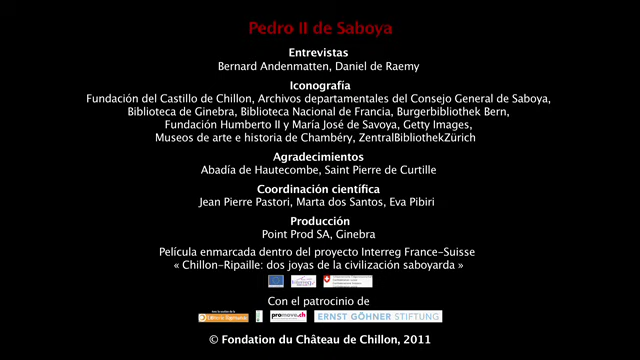 Pedro II de Saboya
Entrevistas
Bernard Andenmatten, Daniel de Raemy
Iconografía
Fundación del Castillo de Chillon, Archivos departamentales del Consejo General de Saboya,
Biblioteca de Ginebra, Biblioteca Nacional de Francia, Burgerbibliothek Bern,
Fundación Humberto II y María José de Savoya, Getty Images,
Museos de arte e historia de Chambéry, ZentralBibliothekZürich
Agradecimientos
Abadía de Hautecombe, Saint Pierre de Curtille
Coordinación científica
Jean Pierre Pastori, Marta dos Santos, Eva Pibiri
Producción
Point Prod SA, Ginebra
Película enmarcada dentro del proyecto Interreg France-Suisse
« Chillon-Ripaille: dos joyas de la civilización saboyarda »
Con el patrocinio de
promove.ch
ERNST GÖHNER STIFTUNG
© Fondation du Château de Chillon, 2011